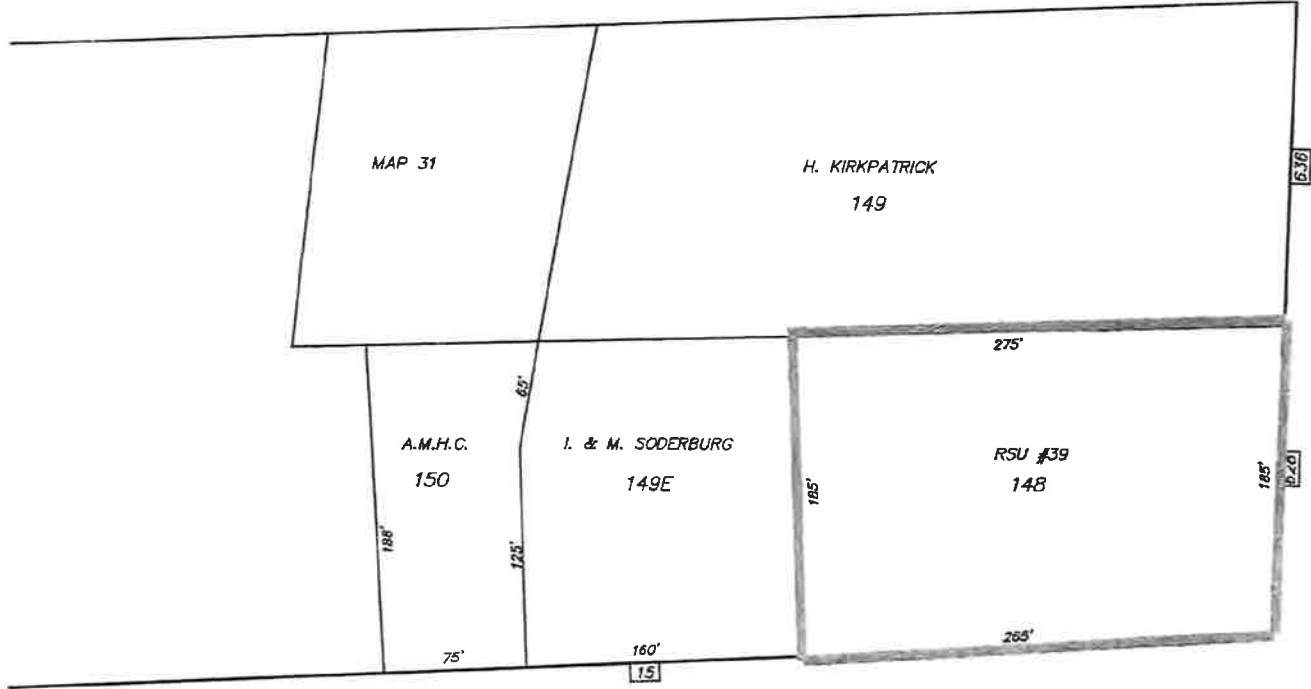 MAP 31
H. KIRKPATRICK
149
636
275'
65'
A.M.H.C.
150
I. & M. SODERBURG
149E
RSU #39
148
185'
185'
626
188'
125'
75'
160'
265'
15